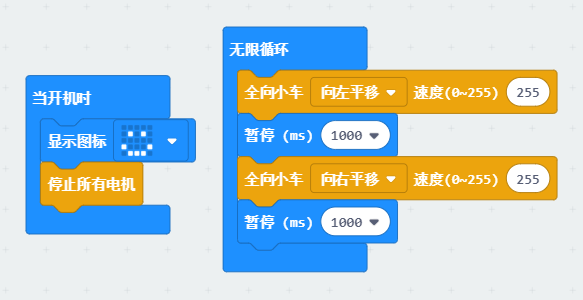 当开机时
显示图标
停止所有电机
无限循环
全向小车 向左平移 速度(0~255) 255
暂停 (ms) 1000
全向小车 向右平移 速度(0~255) 255
暂停 (ms) 1000